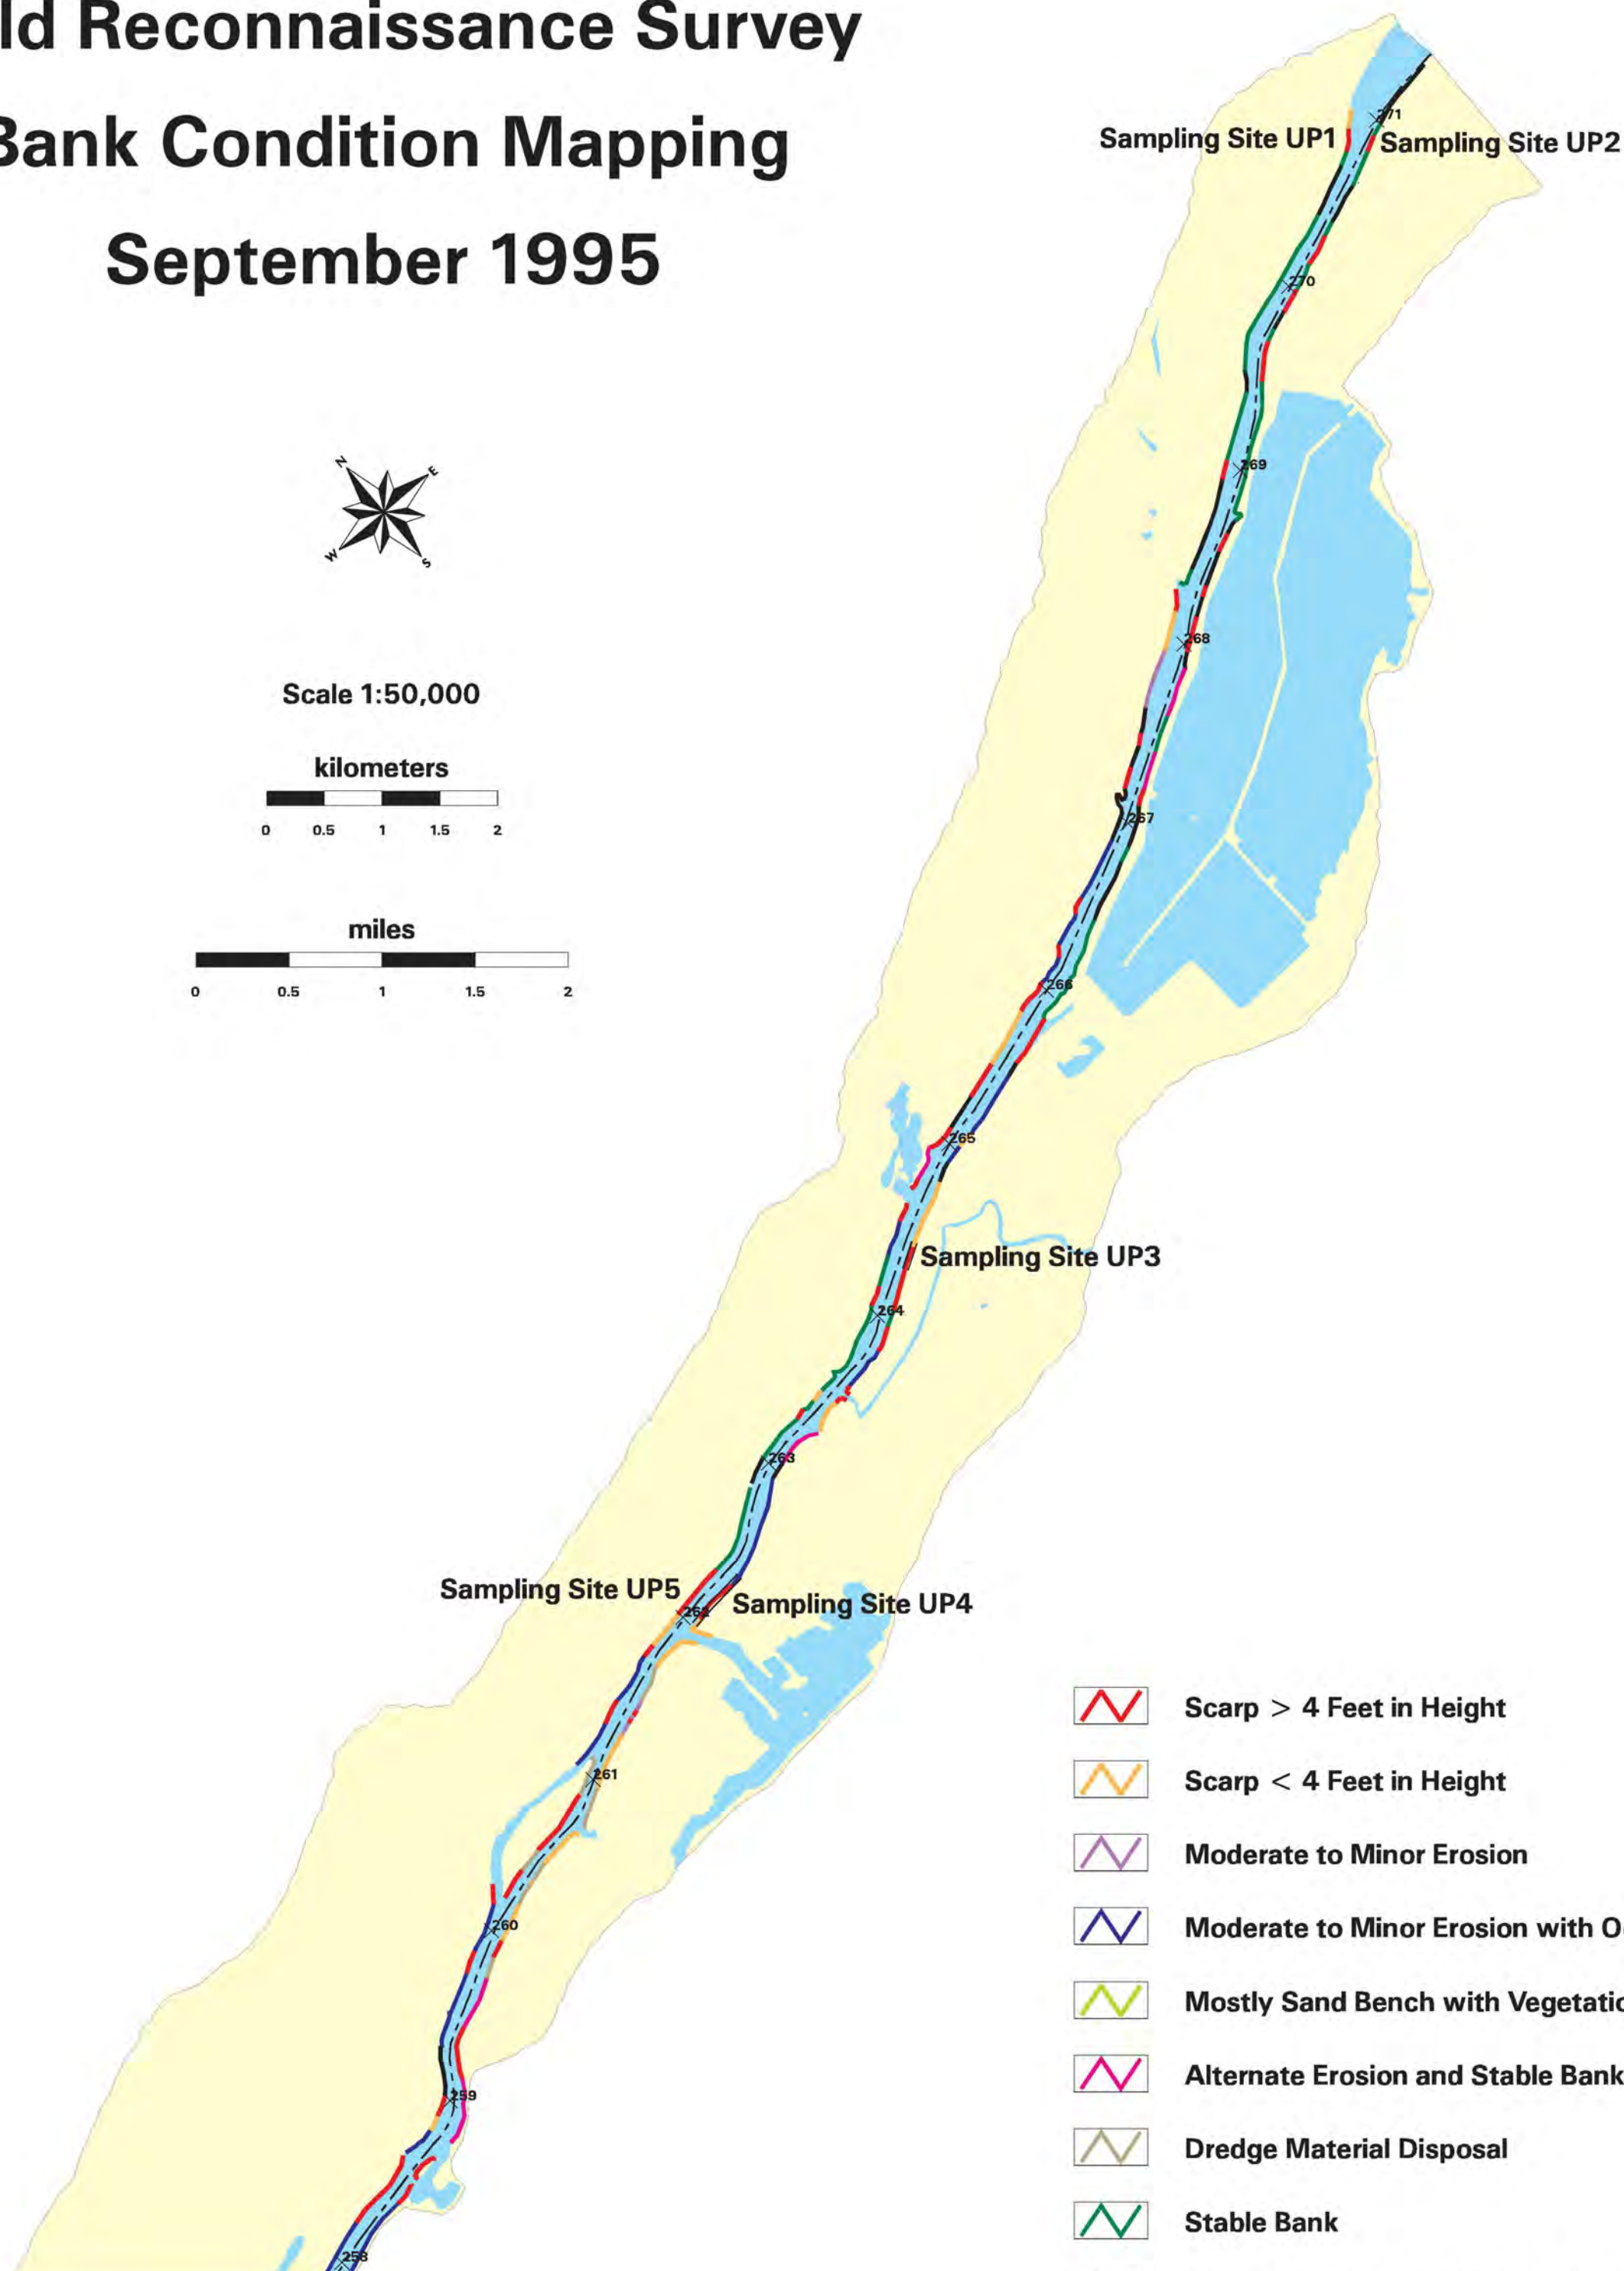 ld Reconnaissance Survey
Bank Condition Mapping
September 1995
271
Sampling Site UP1
Sampling Site UP2
270
N
E
W
S
269
268
Scale 1:50,000
kilometers
0 0.5 1 1.5 2
267
miles
0 0.5 1 1.5 2
266
265
Sampling Site UP3
264
263
Sampling Site UP5
Sampling Site UP4
262
261
260
259
258
Scarp > 4 Feet in Height
Scarp < 4 Feet in Height
Moderate to Minor Erosion
Moderate to Minor Erosion with O
Mostly Sand Bench with Vegetatio
Alternate Erosion and Stable Bank
Dredge Material Disposal
Stable Bank